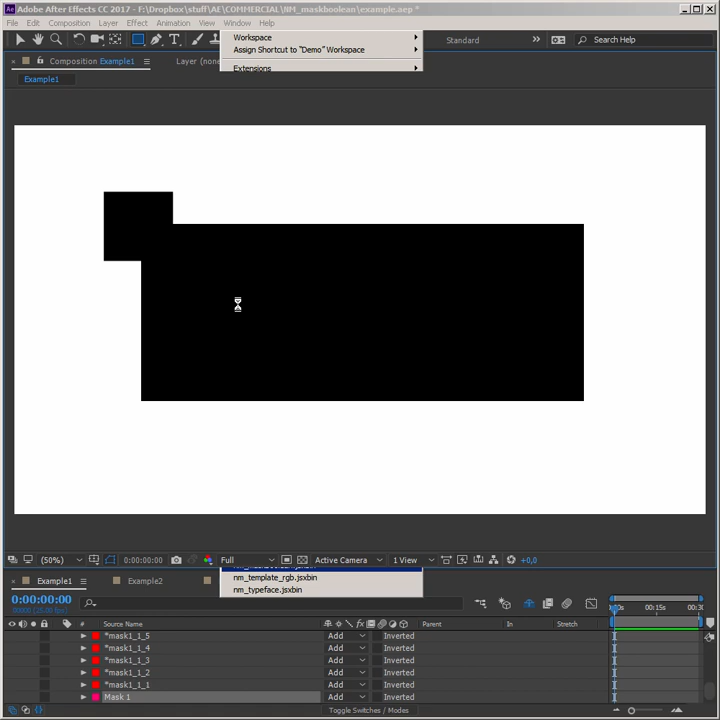 Adobe After Effects CC 2017 - F:\Dropbox\stuff\AE\COMMERCIAL\NM_maskboolean\example.aep *
File Edit Composition Layer Effect Animation View Window Help
Workspace
Assign Shortcut to "Demo" Workspace
Extensions
Standard
Search Help
Composition Example1
Layer (none
Example1
(50%)
0:00:00:00
Full
Active Camera
1 View
+0,0
nm_template_rgb.jsxbin
nm_typeface.jsxbin
Example1
Example2
0:00:00:00
00:15s
Source Name
Parent
In
Stretch
*mask1_1_5 Add Inverted
*mask1_1_4 Add Inverted
*mask1_1_3 Add Inverted
*mask1_1_2 Add Inverted
*mask1_1_1 Add Inverted
Mask 1 Add Inverted
Toggle Switches / Modes